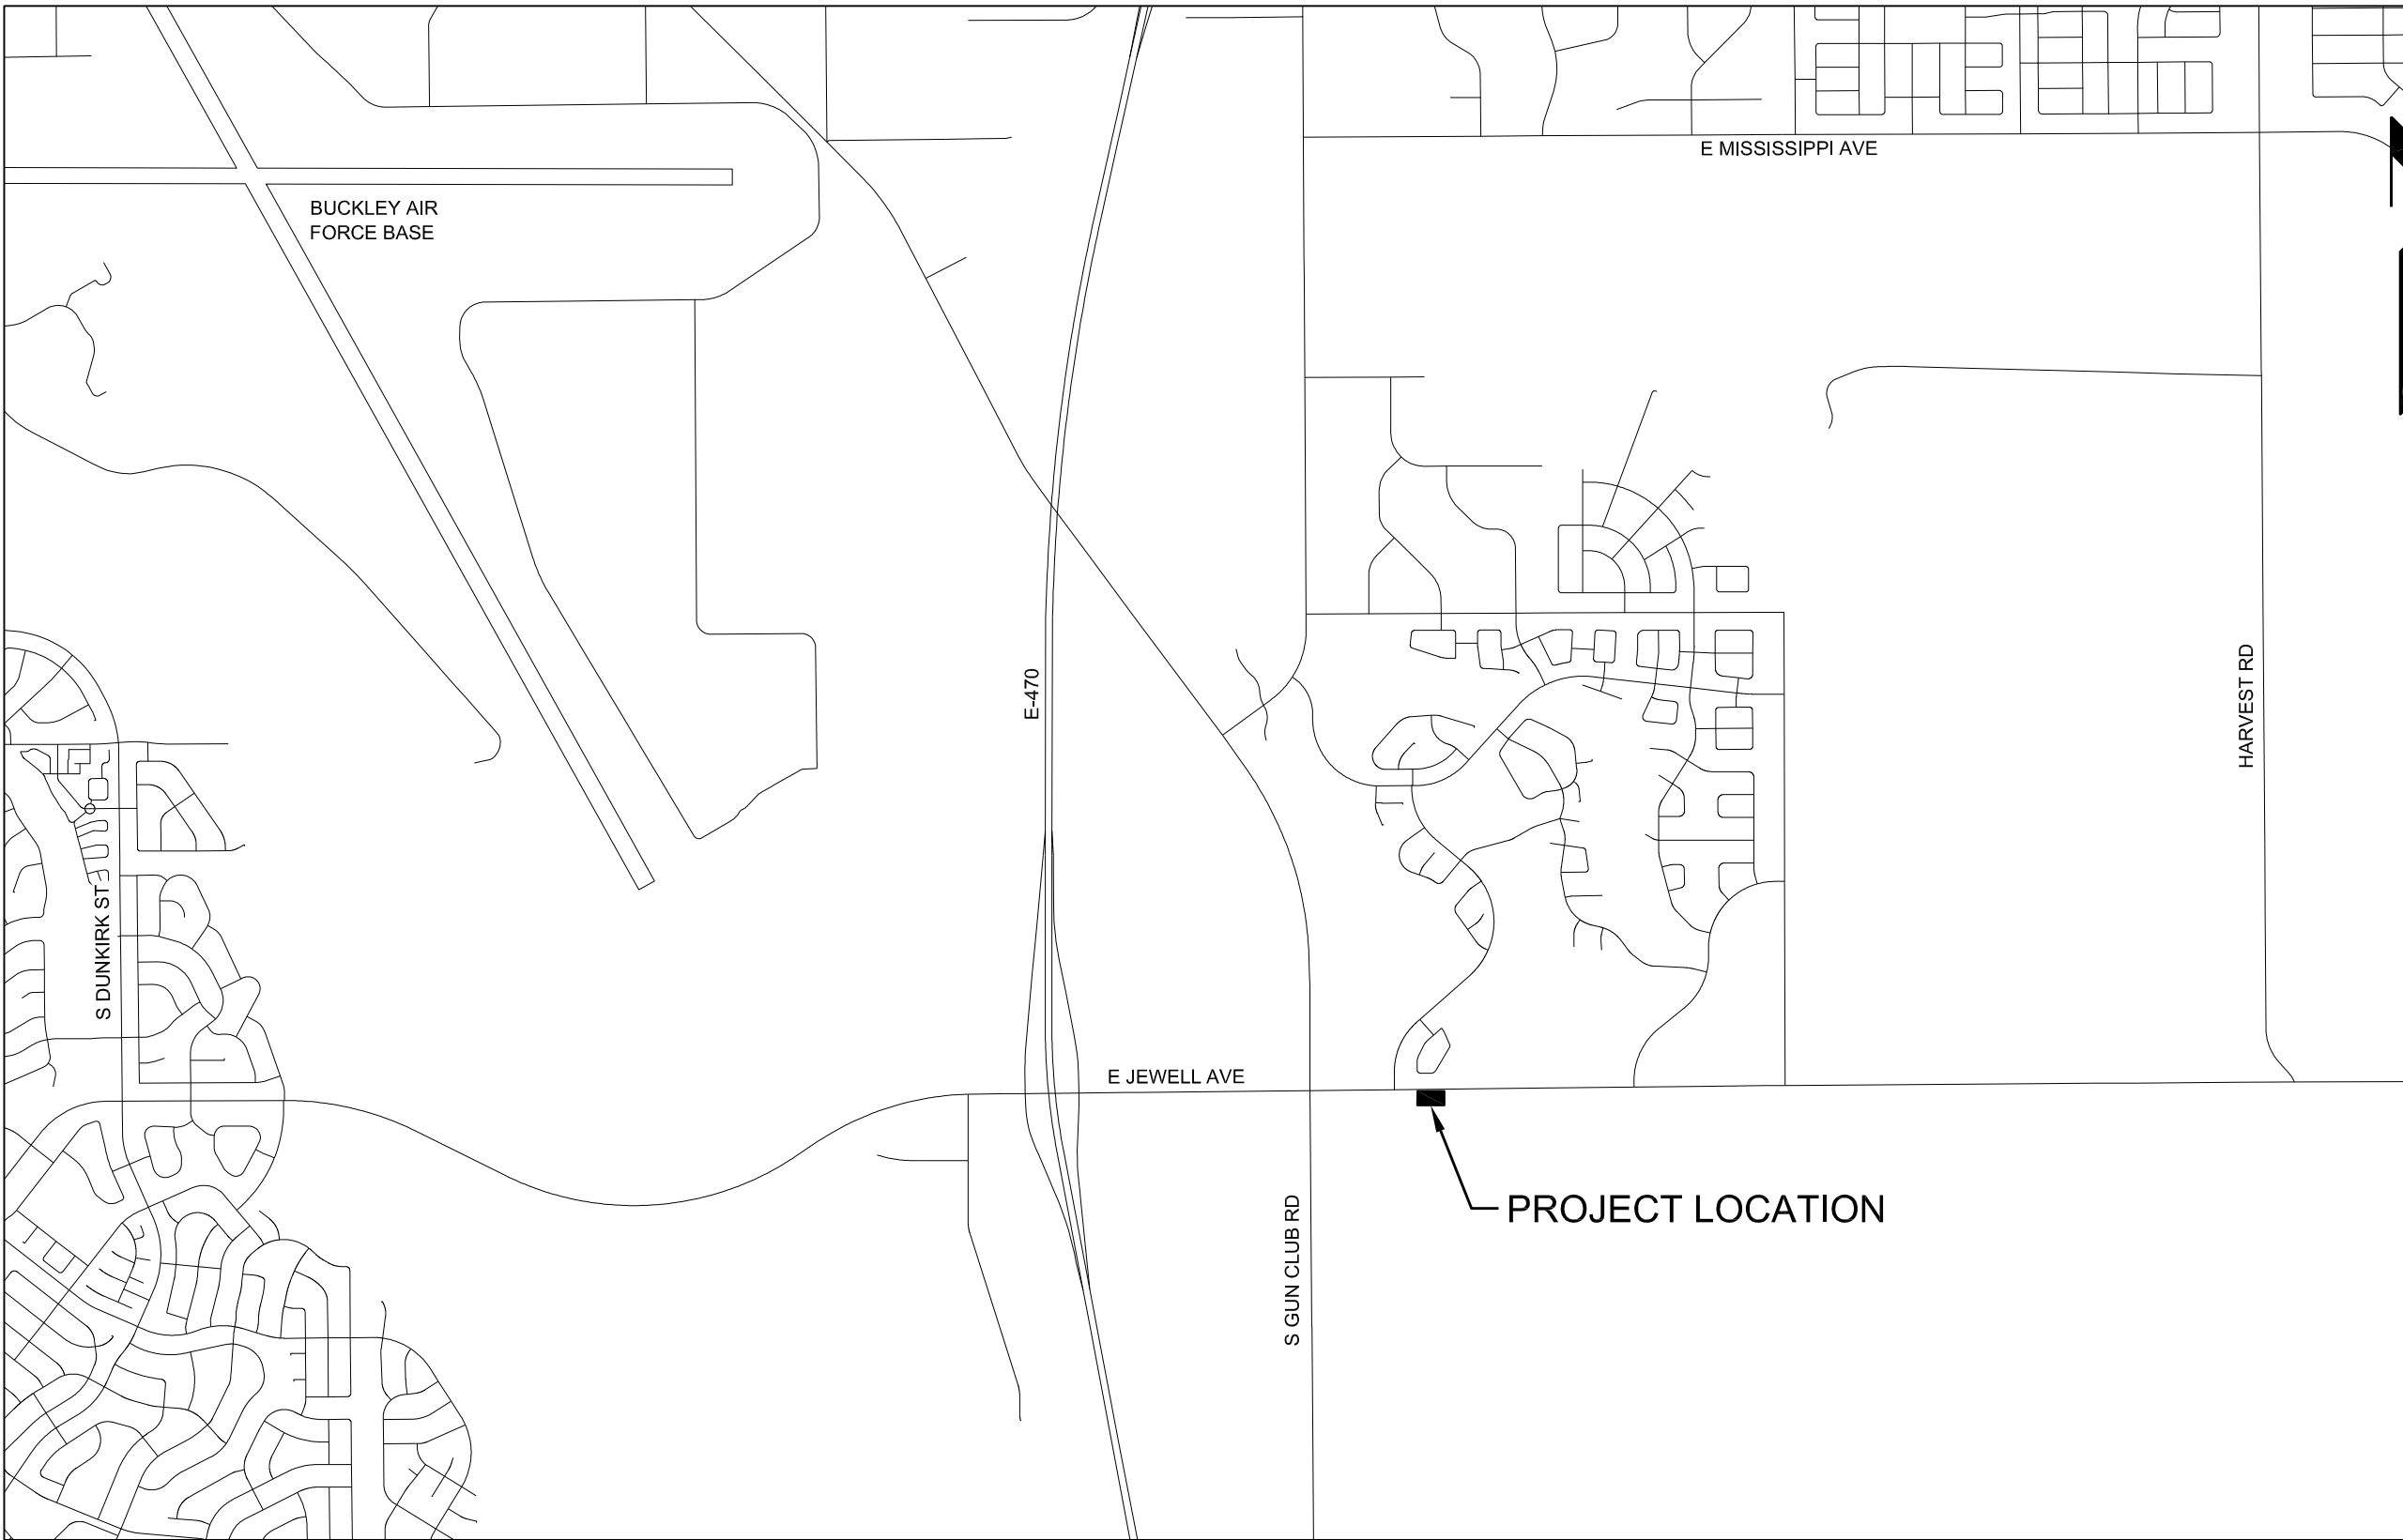 E MISSISSIPPI AVE
BUCKLEY AIR
FORCE BASE
E-470
HARVEST RD
S DUNKIRK ST
E JEWELL AVE
S GUN CLUB RD
PROJECT LOCATION